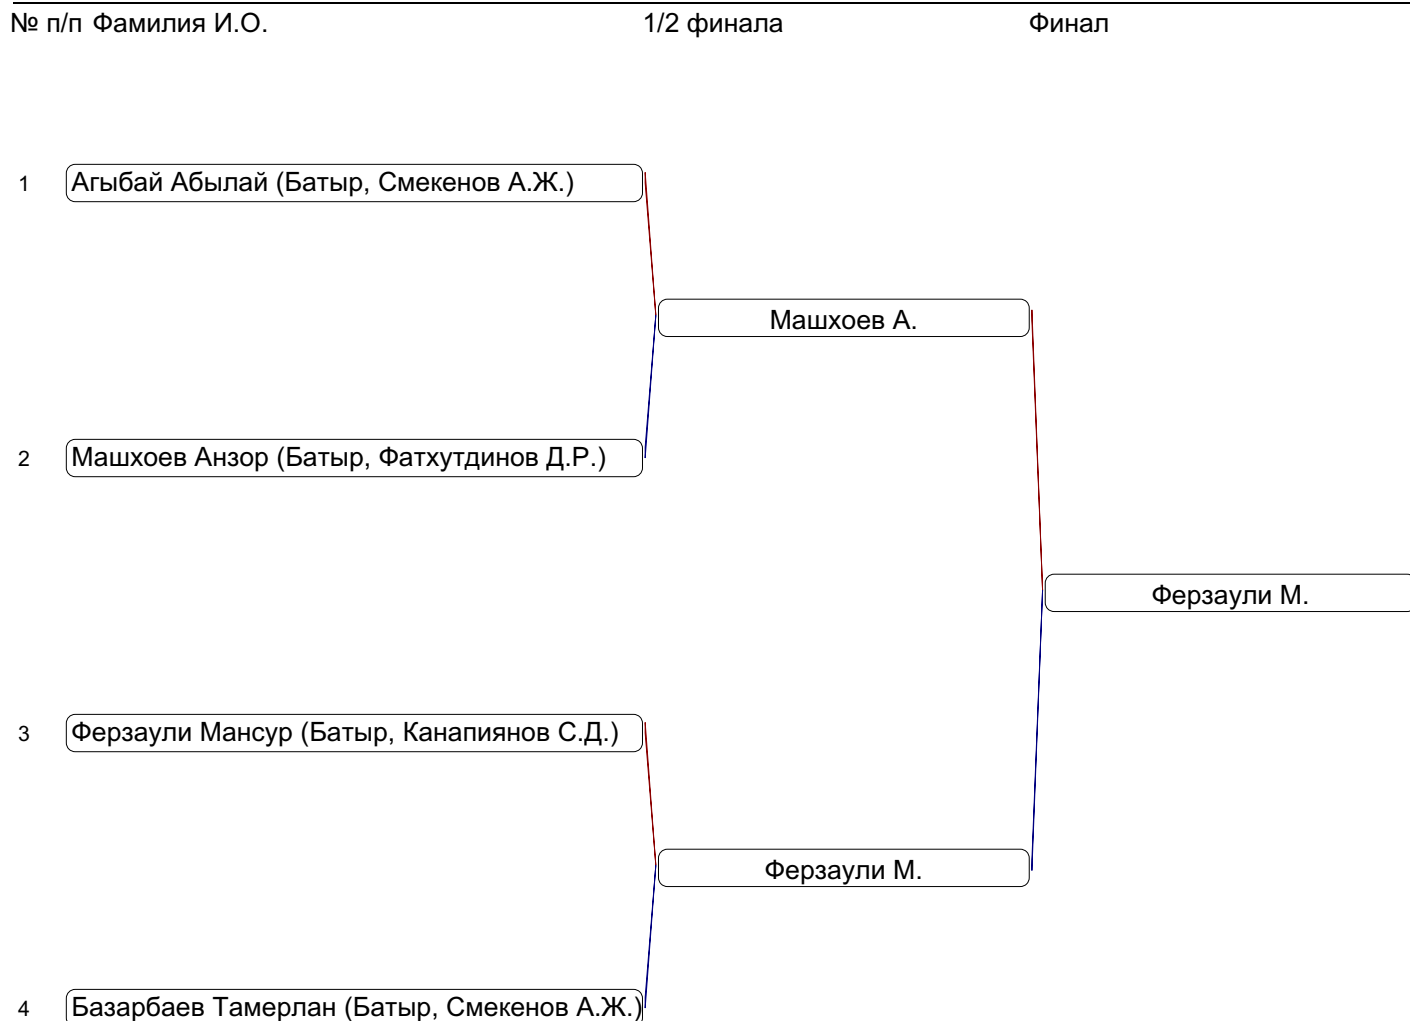 № п/п Фамилия И.О. 1/2 финала Финал
1 Агыбай Абылай (Батыр, Смекенов А.Ж.)
Машхоев А.
2 Машхоев Анзор (Батыр, Фатхутдинов Д.Р.)
Ферзаули М.
3 Ферзаули Мансур (Батыр, Канапиянов С.Д.)
Ферзаули М.
4 Базарбаев Тамерлан (Батыр, Смекенов А.Ж.)